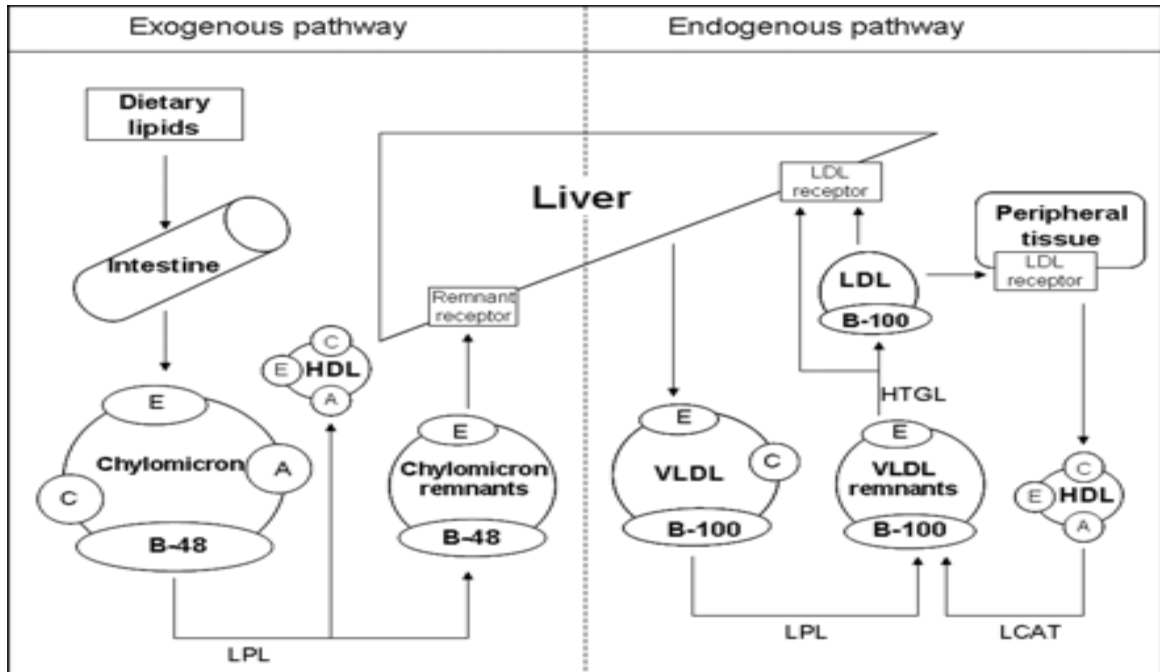 Exogenous pathway
Endogenous pathway
Dietary
lipids
Intestine
E
Chylomicron
A
C
B-48
LPL
C
E
HDL
A
Remnant
receptor
E
Chylomicron
remnants
B-48
Liver
LDL
receptor
LDL
B-100
HTGL
Peripheral
tissue
LDL
receptor
E
VLDL
C
B-100
LPL
E
VLDL
remnants
B-100
C
E
HDL
A
LCAT